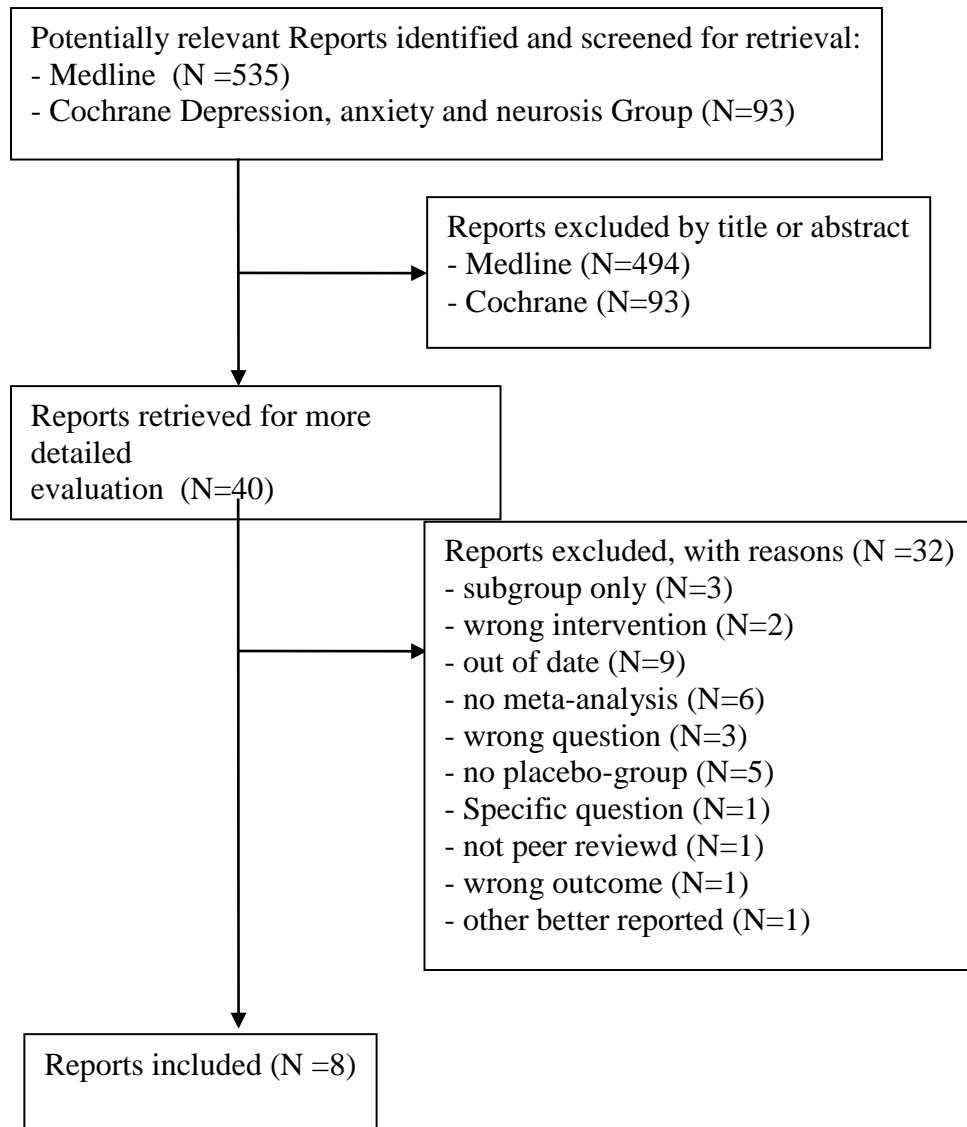 Potentially relevant Reports identified and screened for retrieval:
- Medline  (N =535)
- Cochrane Depression, anxiety and neurosis Group (N=93)
Reports excluded by title or abstract
- Medline (N=494)
- Cochrane (N=93)
Reports retrieved for more
detailed
evaluation  (N=40)
Reports excluded, with reasons (N =32)
- subgroup only (N=3)
- wrong intervention (N=2)
- out of date (N=9)
- no meta-analysis (N=6)
- wrong question (N=3)
- no placebo-group (N=5)
- Specific question (N=1)
- not peer reviewd (N=1)
- wrong outcome (N=1)
- other better reported (N=1)
Reports included (N =8)